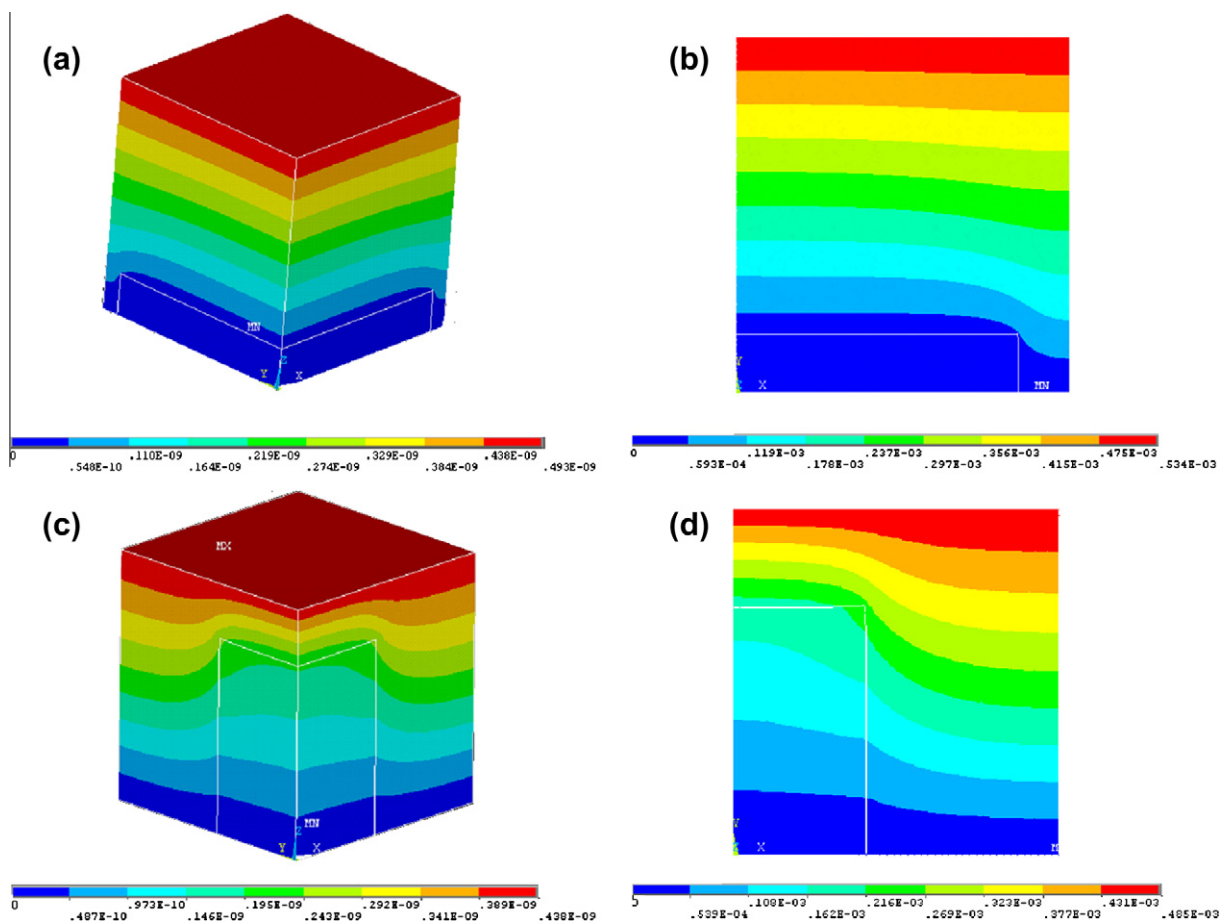 (a)
(b)
MN
Z
Y X
Y
X MN
0 .110E-09 .219E-09 .329E-09 .438E-09
.548E-10 .164E-09 .274E-09 .384E-09 .493E-09
0 .119E-03 .237E-03 .356E-03 .475E-03
.593E-04 .178E-03 .297E-03 .415E-03 .534E-03
(c)
(d)
MX
MN
Z
Y X
Y
X M
0 .973E-10 .195E-09 .292E-09 .389E-09
.487E-10 .146E-09 .243E-09 .341E-09 .438E-09
0 .108E-03 .216E-03 .323E-03 .431E-03
.539E-04 .162E-03 .269E-03 .377E-03 .485E-03